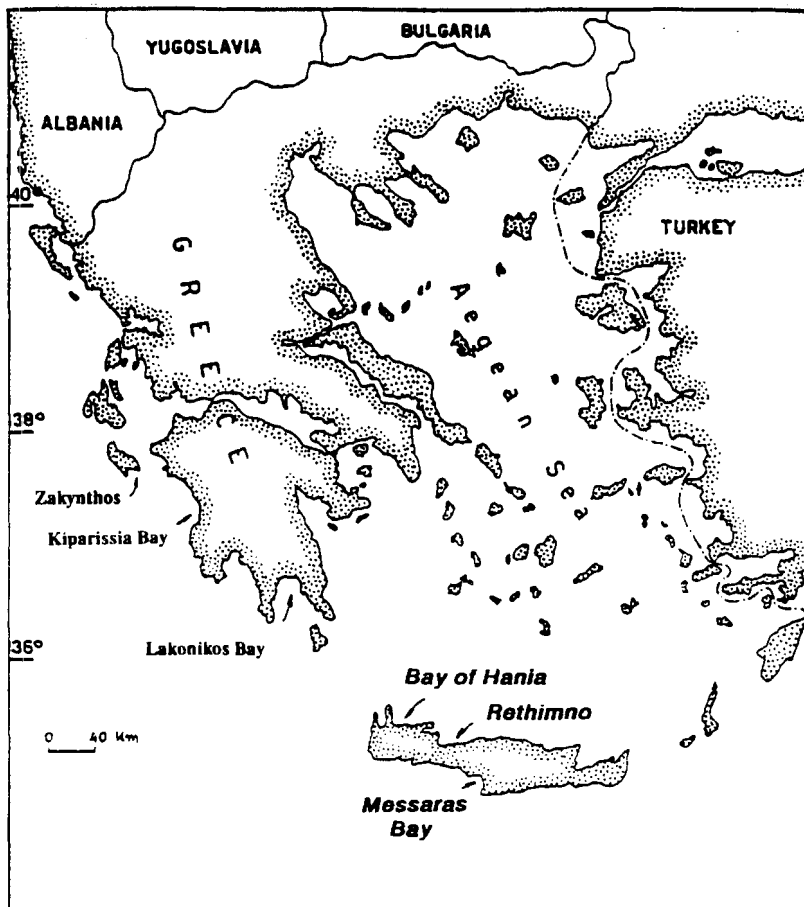 BULGARIA
YUGOSLAVIA
ALBANIA
40
TURKEY
GREECE
Aegean Sea
38°
Zakynthos
Kiparissia Bay
Lakonikos Bay
36°
Bay of Hania
Rethimno
0 40 Km
Messaras
Bay